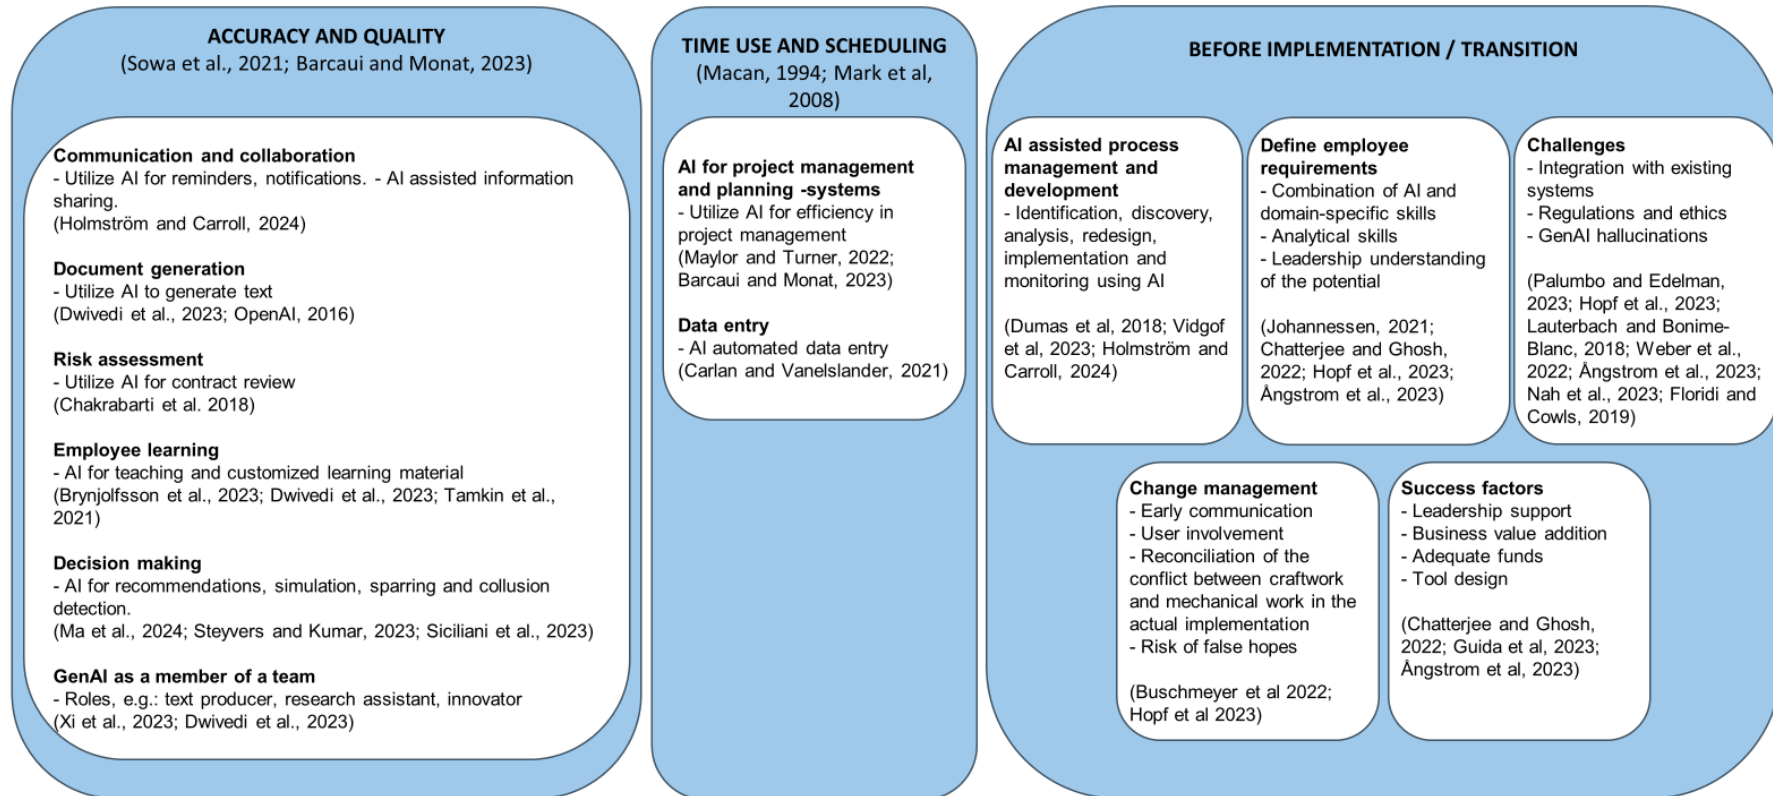 ACCURACY AND QUALITY
(Sowa et al., 2021; Barcaui and Monat, 2023)
Communication and collaboration
- Utilize AI for reminders, notifications. - AI assisted information
sharing.
(Holmström and Carroll, 2024)
Document generation
- Utilize AI to generate text
(Dwivedi et al., 2023; OpenAI, 2016)
Risk assessment
- Utilize AI for contract review
(Chakrabarti et al. 2018)
Employee learning
- AI for teaching and customized learning material
(Brynjolfsson et al., 2023; Dwivedi et al., 2023; Tamkin et al.,
2021)
Decision making
- AI for recommendations, simulation, sparring and collusion
detection.
(Ma et al., 2024; Steyvers and Kumar, 2023; Siciliani et al., 2023)
GenAI as a member of a team
- Roles, e.g.: text producer, research assistant, innovator
(Xi et al., 2023; Dwivedi et al., 2023)
TIME USE AND SCHEDULING
(Macan, 1994; Mark et al,
2008)
AI for project management
and planning -systems
- Utilize AI for efficiency in
project management
(Maylor and Turner, 2022;
Barcaui and Monat, 2023)
Data entry
- AI automated data entry
(Carlan and Vanelslander, 2021)
BEFORE IMPLEMENTATION / TRANSITION
AI assisted process
management and
development
- Identification, discovery,
analysis, redesign,
implementation and
monitoring using AI
(Dumas et al, 2018; Vidgof
et al, 2023; Holmström and
Carroll, 2024)
Define employee
requirements
- Combination of AI and
domain-specific skills
- Analytical skills
- Leadership understanding
of the potential
(Johannessen, 2021;
Chatterjee and Ghosh,
2022; Hopf et al., 2023;
Ångstrom et al., 2023)
Challenges
- Integration with existing
systems
- Regulations and ethics
- GenAI hallucinations
(Palumbo and Edelman,
2023; Hopf et al., 2023;
Lauterbach and Bonime-
Blanc, 2018; Weber et al.,
2022; Ångstrom et al., 2023;
Nah et al., 2023; Floridi and
Cowls, 2019)
Change management
- Early communication
- User involvement
- Reconciliation of the
conflict between craftwork
and mechanical work in the
actual implementation
- Risk of false hopes
(Buschmeyer et al 2022;
Hopf et al 2023)
Success factors
- Leadership support
- Business value addition
- Adequate funds
- Tool design
(Chatterjee and Ghosh,
2022; Guida et al, 2023;
Ångstrom et al, 2023)